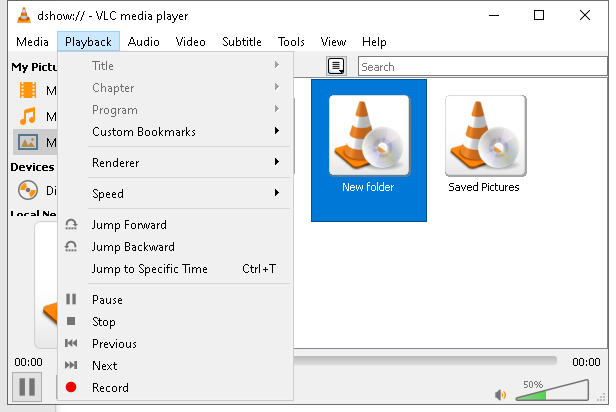 dshow:// - VLC media player
Media Playback Audio Video Subtitle Tools View Help
My Pictu
Search
Title
Chapter
Program
Custom Bookmarks
Renderer
Speed
Jump Forward
Jump Backward
Jump to Specific Time Ctrl+T
Pause
Stop
Previous
Next
Record
M
M
M
Devices
Di
Local Ne
New folder
Saved Pictures
00:00
00:00
50%